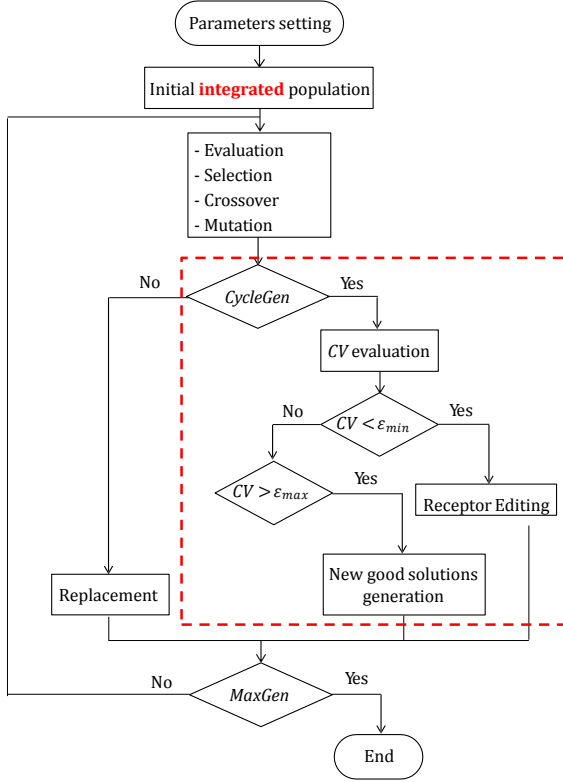 Parameters setting
Initial integrated population
- Evaluation
- Selection
- Crossover
- Mutation
No
Yes
CycleGen
CV evaluation
No
Yes
CV < ε_min
Yes
CV > ε_max
Receptor Editing
New good solutions
generation
Replacement
No
Yes
MaxGen
End